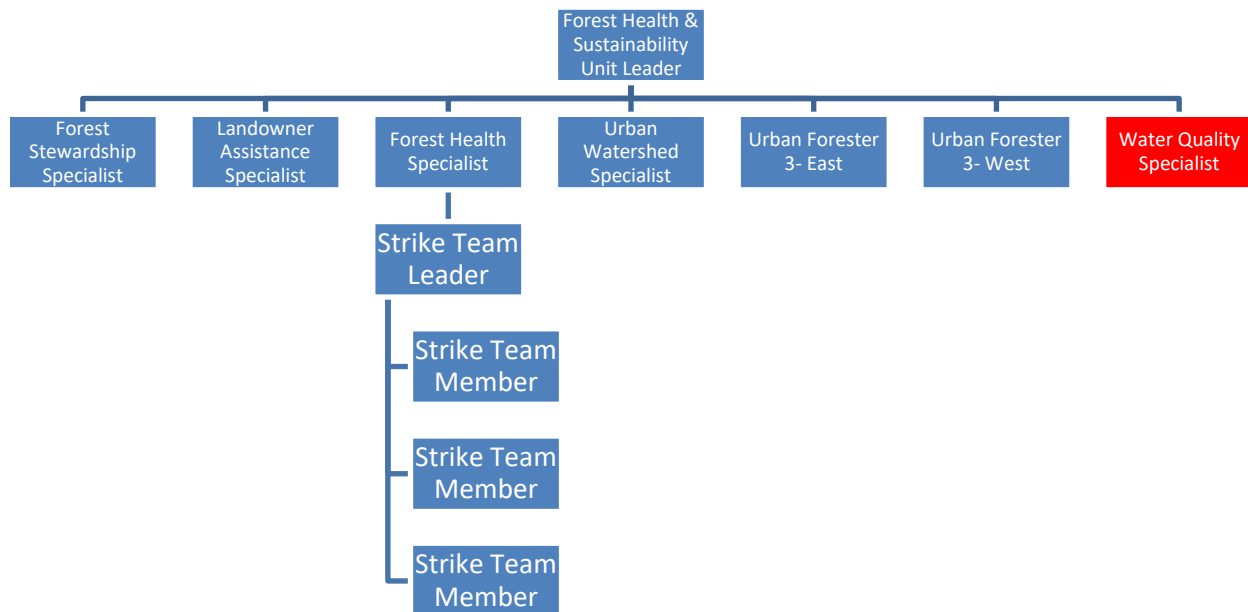 Forest Health &
Sustainability
Unit Leader
Forest
Stewardship
Specialist
Landowner
Assistance
Specialist
Forest Health
Specialist
Urban
Watershed
Specialist
Urban Forester
3- East
Urban Forester
3- West
Water Quality
Specialist
Strike Team
Leader
Strike Team
Member
Strike Team
Member
Strike Team
Member